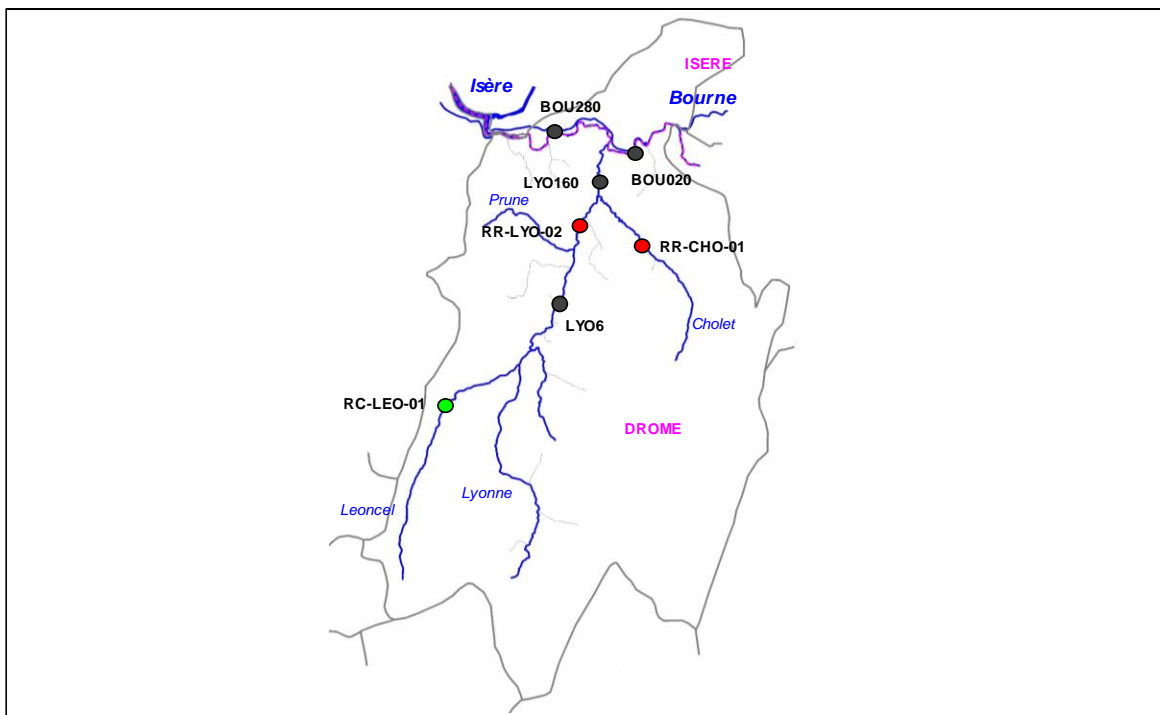 ISERE
Isère
Bourne
BOU280
BOU020
LYO160
Prune
RR-LYO-02
RR-CHO-01
LYO6
Cholet
RC-LEO-01
DROME
Lyonne
Leoncel